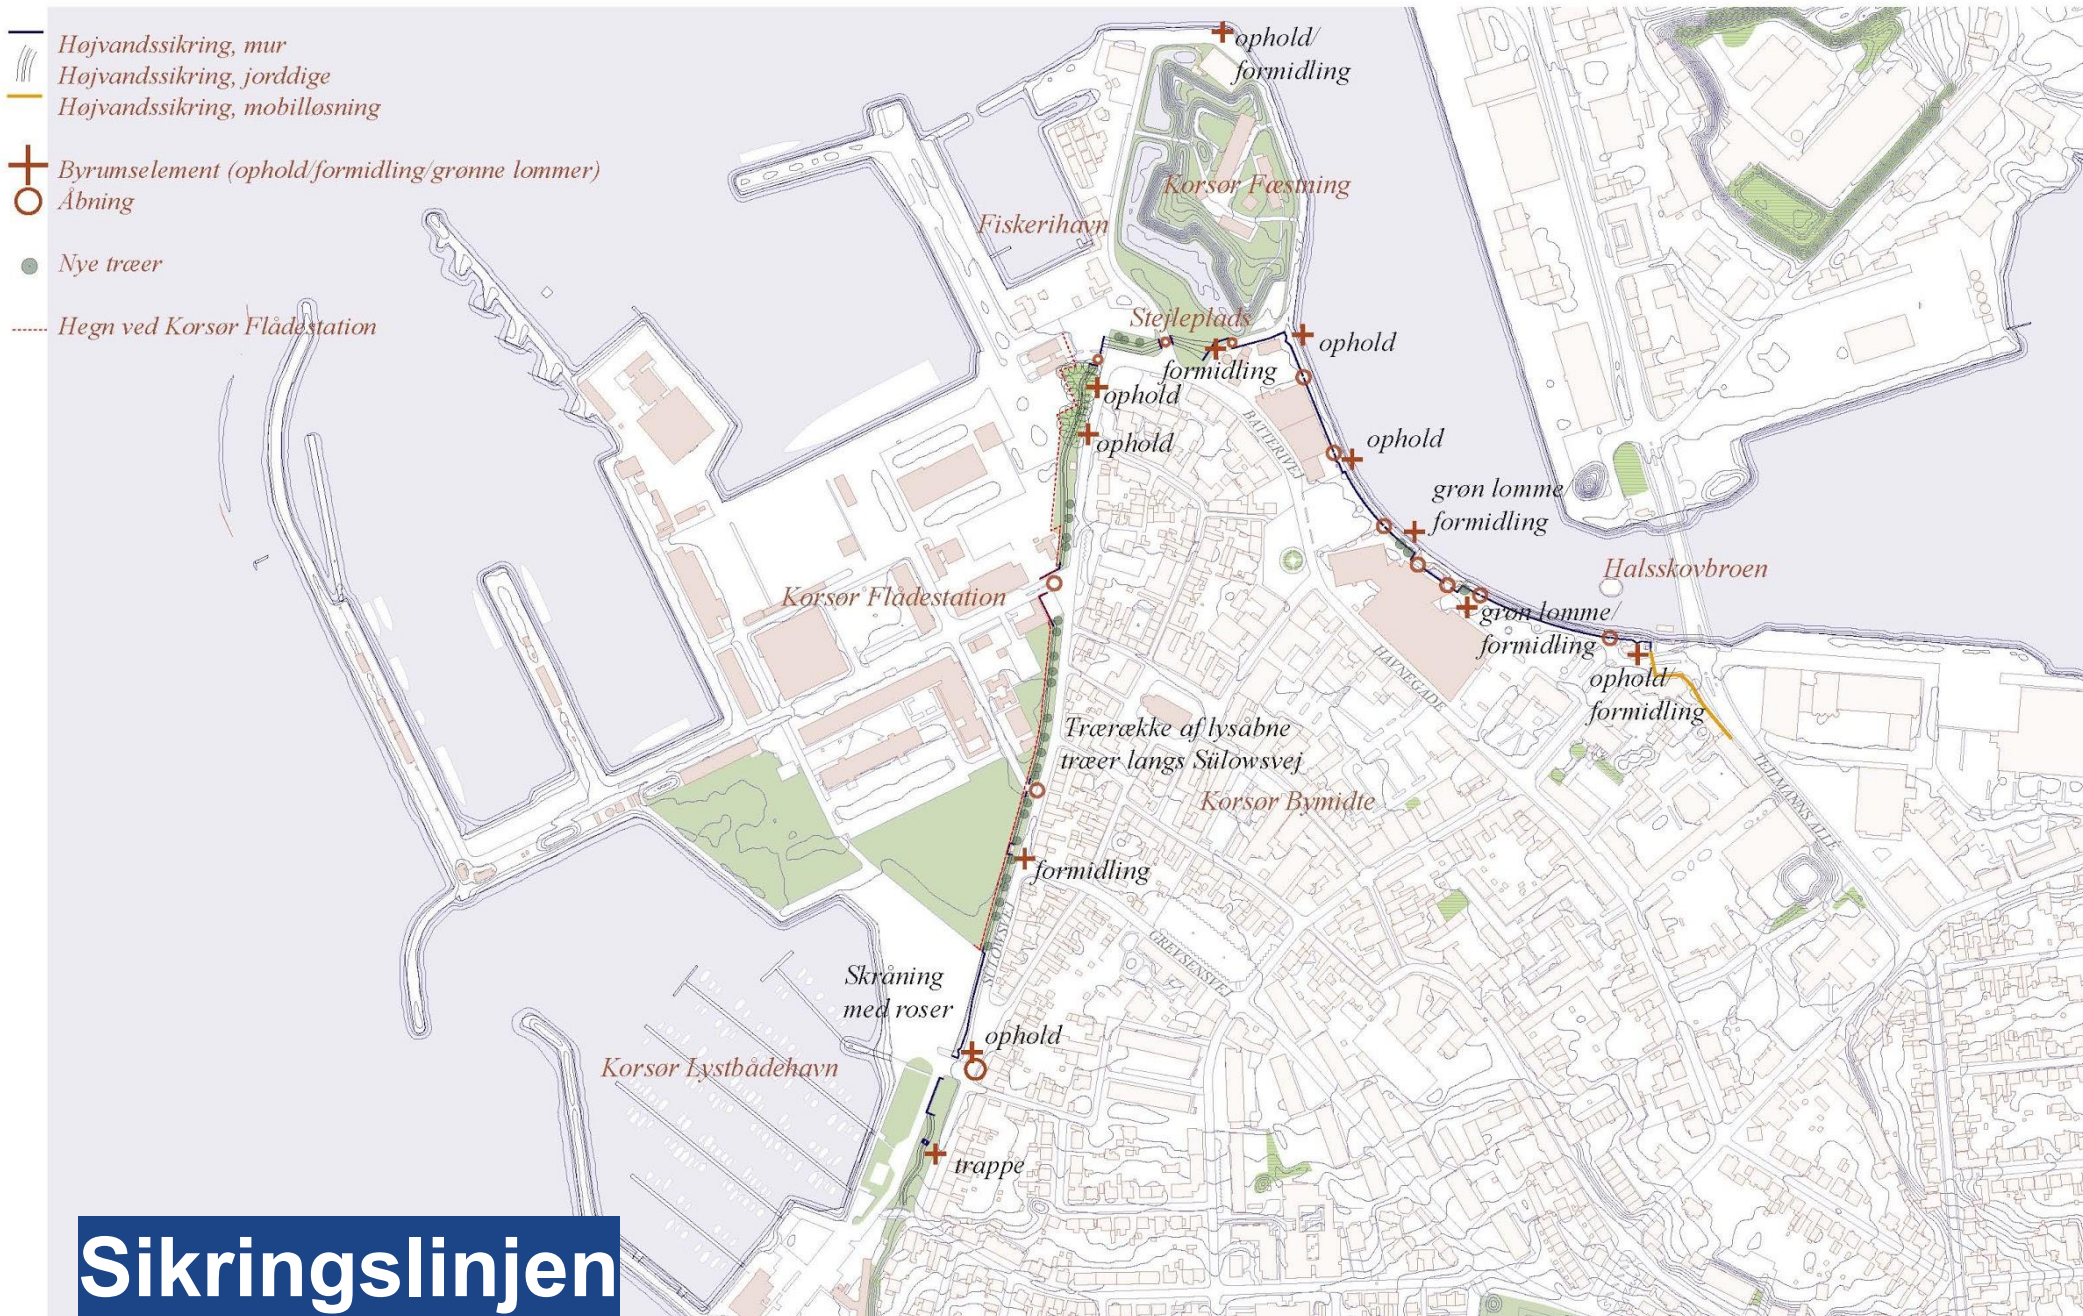 Højvandssikring, mur
Højvandssikring, jorddige
Højvandssikring, mobilløsning
Byrumselement (ophold/formidling/grønne lommer)
Åbning
Nye træer
Hegn ved Korsør Flådestation
ophold/
formidling
Korsør Fæstning
Fiskerihavn
Stejleplads
formidling
ophold
ophold
ophold
BATTERIVEJ
ophold
grøn lomme/
formidling
Halsskovbroen
Korsør Flådestation
grøn lomme/
formidling
HAVNEGADE
ophold/
formidling
Trærække af lysåbne
træer langs Sülowsvej
Korsør Bymidte
TEILMANNS ALLÉ
formidling
SÜLOWSVEJ
GREVSENSVEJ
Skråning
med roser
ophold
Korsør Lystbådehavn
trappe
Sikringslinjen